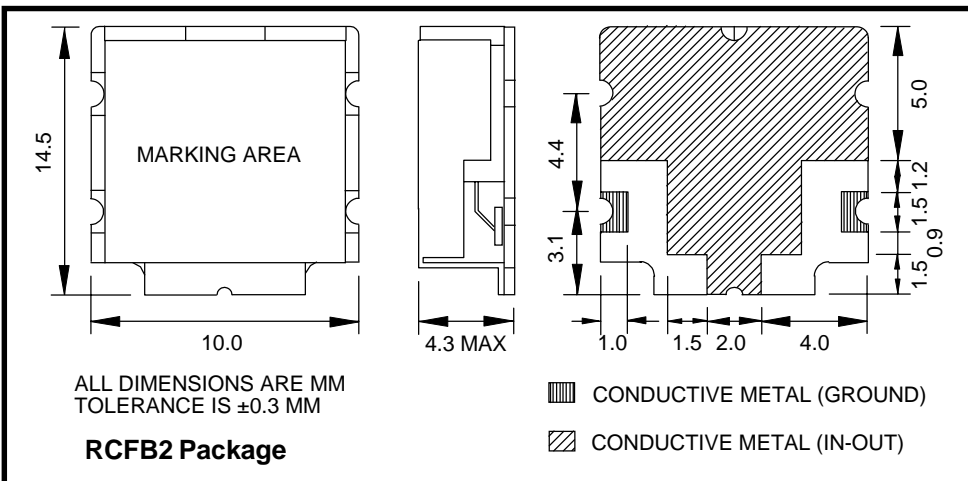 14.5
MARKING AREA
10.0
4.3 MAX
4.4
3.1
5.0
1.2
1.5
0.9
1.5
1.0
1.5
2.0
4.0
ALL DIMENSIONS ARE MM
TOLERANCE IS ±0.3 MM
RCFB2 Package
CONDUCTIVE METAL (GROUND)
CONDUCTIVE METAL (IN-OUT)